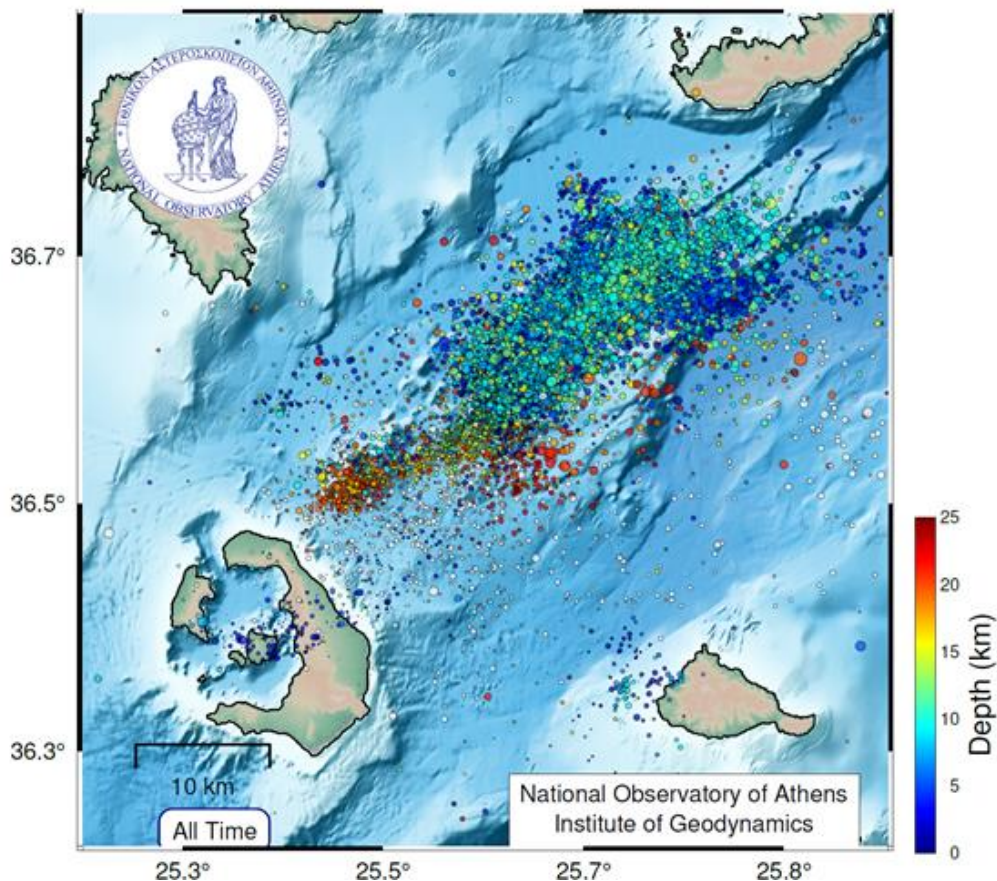 ΕΘΝΙΚΟΝ ΑΣΤΕΡΟΣΚΟΠΕΙΟΝ ΑΘΗΝΩΝ
NATIONAL OBSERVATORY ATHENS
36.7°
36.5°
36.3°
10 km
All Time
National Observatory of Athens
Institute of Geodynamics
25.3°
25.5°
25.7°
25.8°
25
20
15
10
5
0
Depth (km)